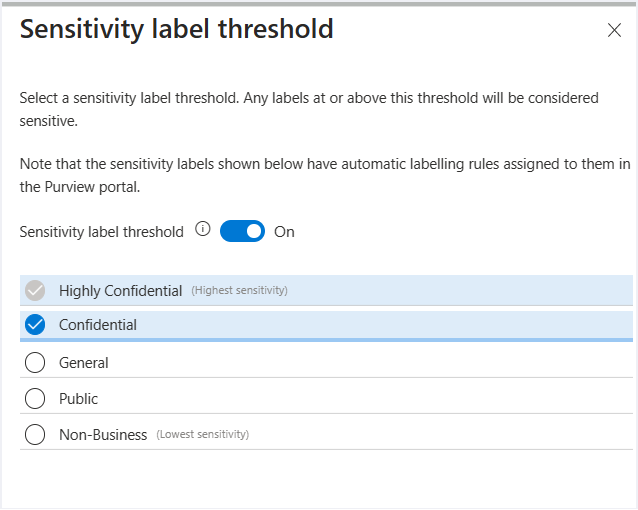 Sensitivity label threshold
Select a sensitivity label threshold. Any labels at or above this threshold will be considered
sensitive.
Note that the sensitivity labels shown below have automatic labelling rules assigned to them in
the Purview portal.
Sensitivity label threshold On
Highly Confidential (Highest sensitivity)
Confidential
General
Public
Non-Business (Lowest sensitivity)